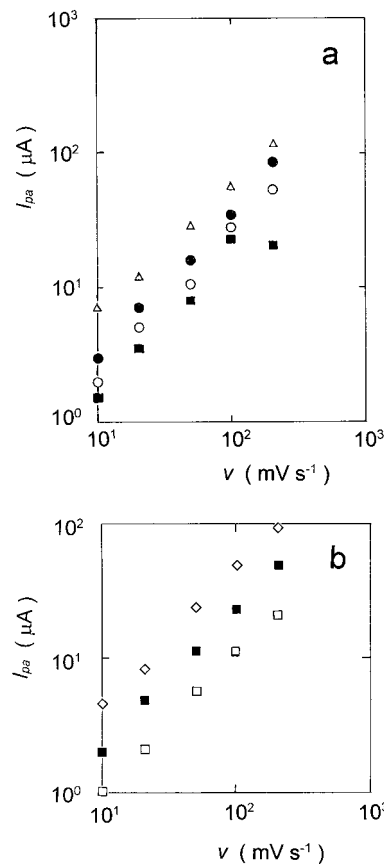 10³
a
I_pa ( μA )
10²
10¹
10⁰
10¹
10²
10³
v ( mV s⁻¹ )
10²
b
I_pa ( μA )
10¹
10⁰
10¹
10²
10³
v ( mV s⁻¹ )